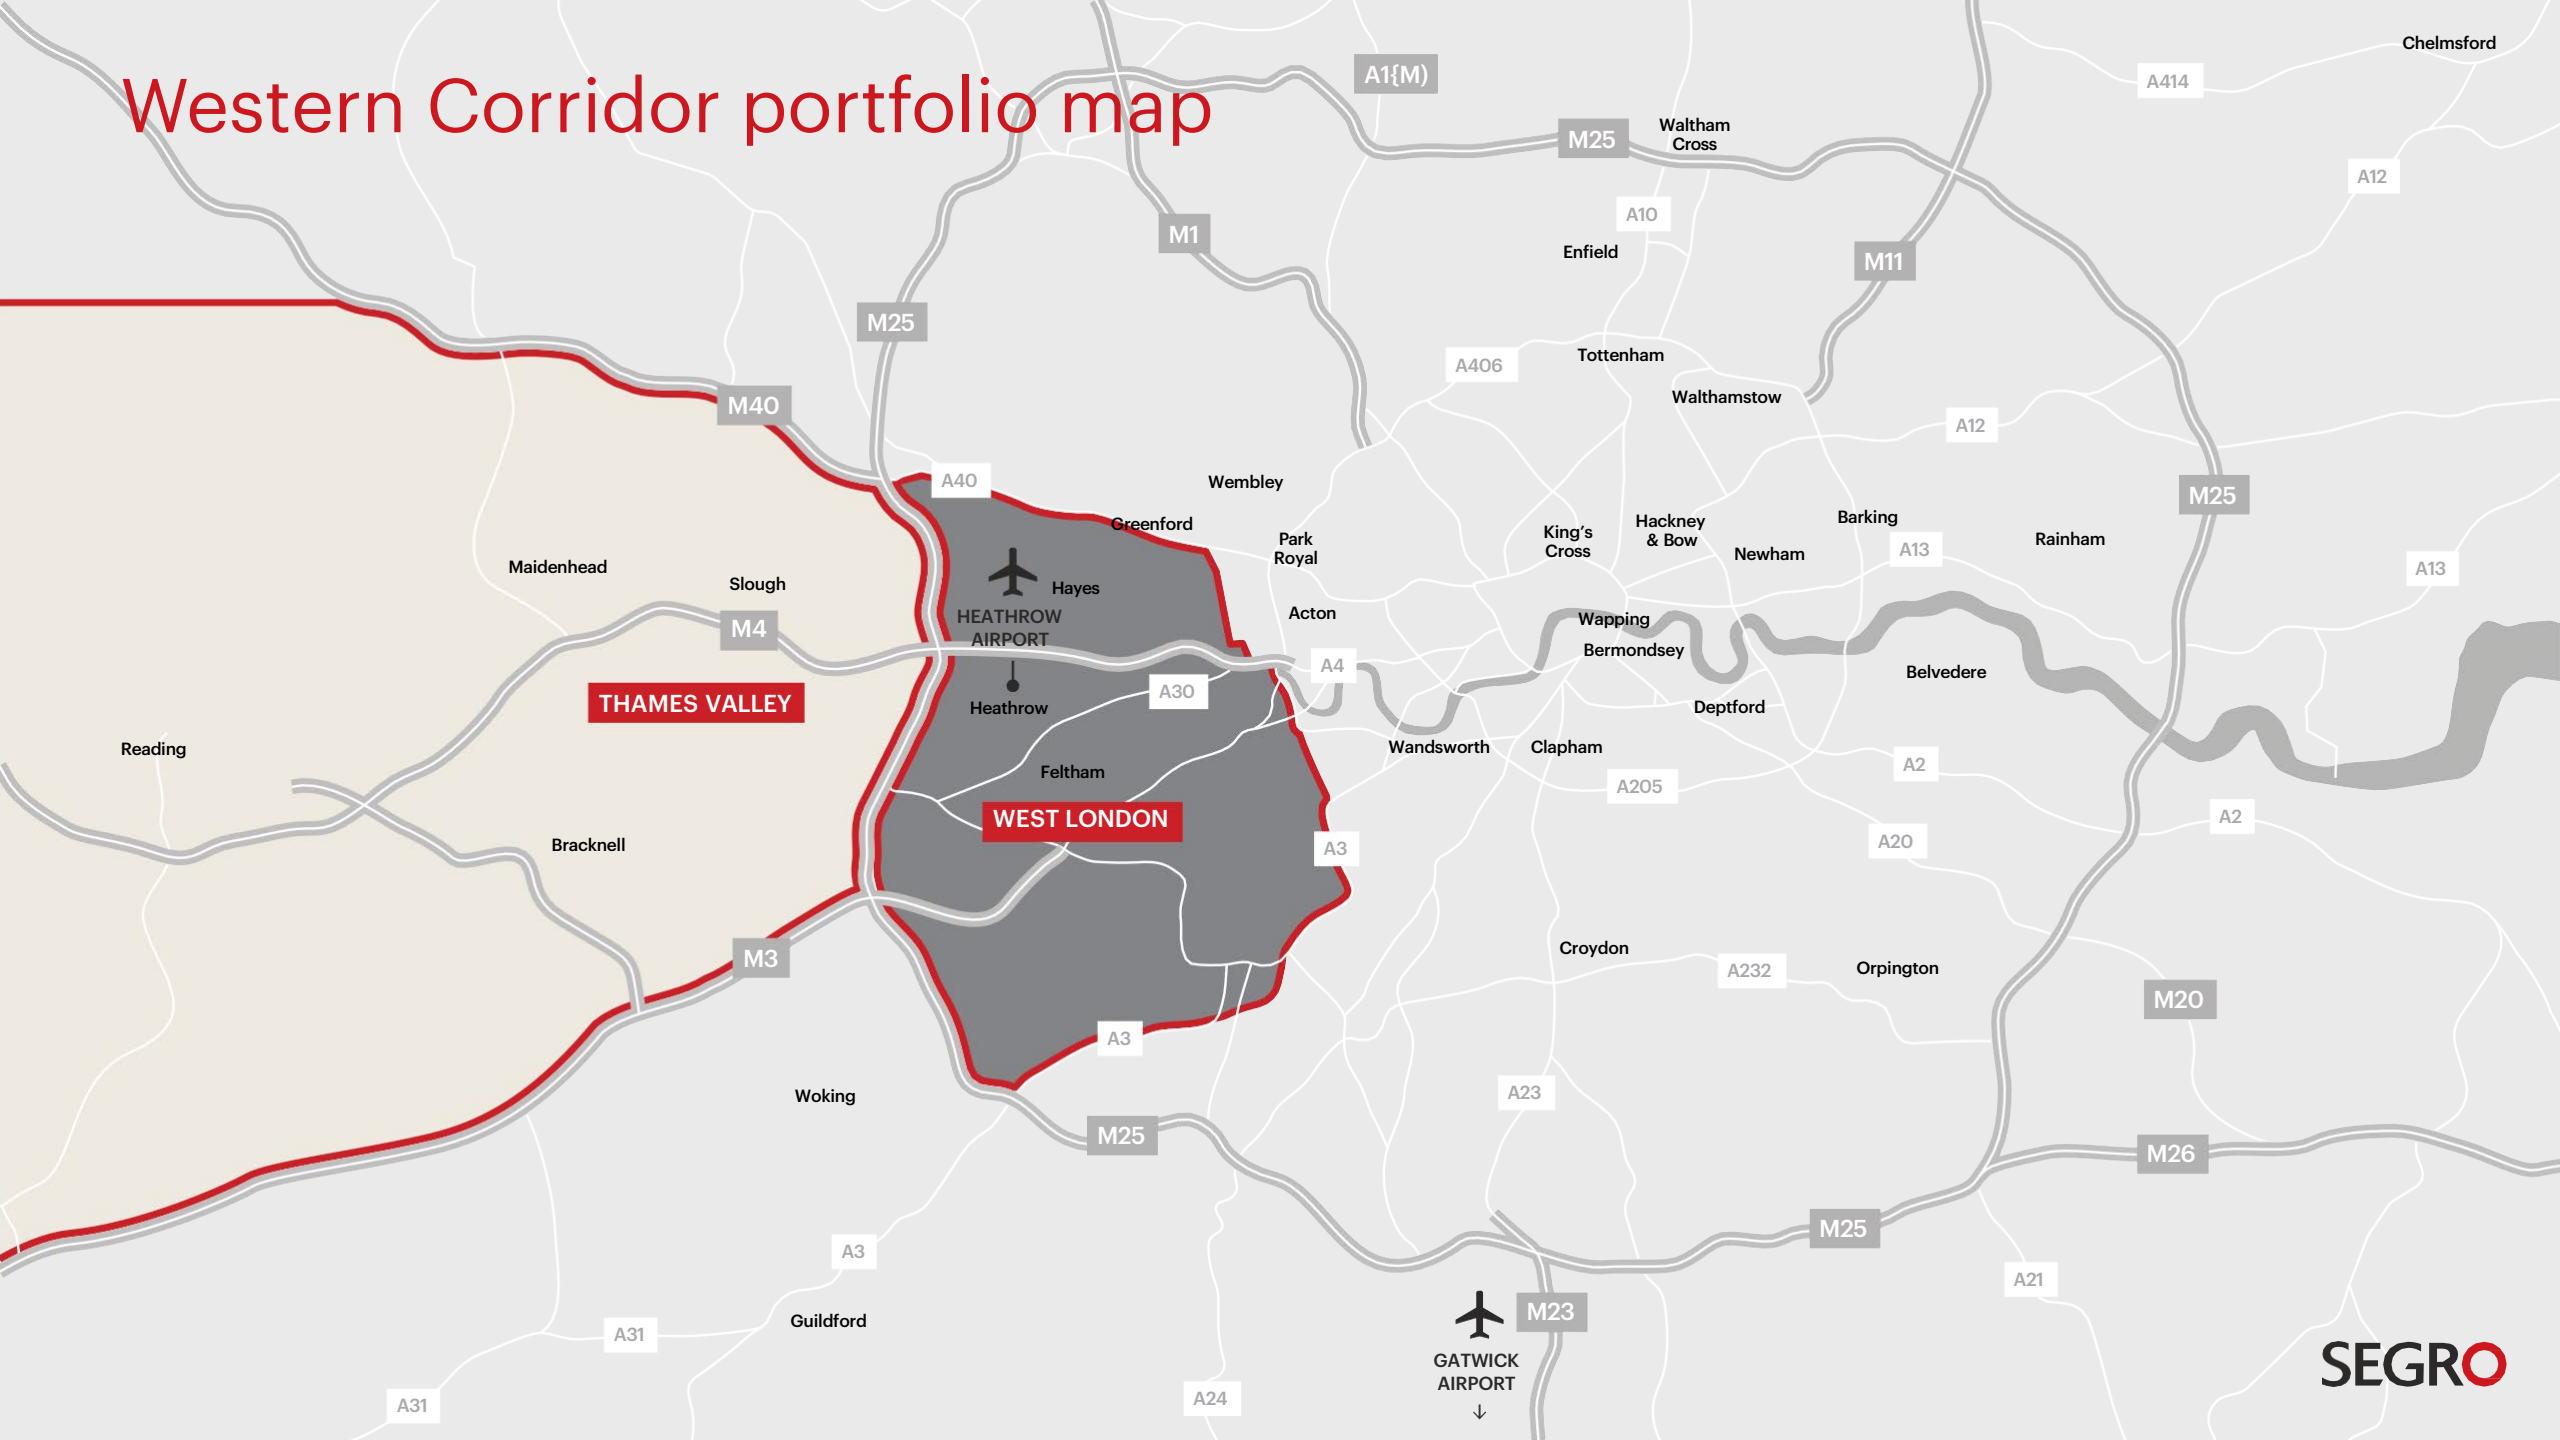 Western Corridor portfolio map
Chelmsford
A1{M)
A414
M25
Waltham
Cross
A12
A10
M1
Enfield
M11
M25
Tottenham
A406
Walthamstow
M40
A12
A40
Wembley
M25
Greenford
Park
Royal
King's
Cross
Hackney
& Bow
Barking
Newham
A13
Rainham
A13
Maidenhead
Slough
Hayes
HEATHROW
AIRPORT
Acton
Wapping
M4
Bermondsey
A4
Belvedere
THAMES VALLEY
A30
Heathrow
Deptford
Reading
Wandsworth
Clapham
Feltham
A2
A205
WEST LONDON
A2
Bracknell
A3
A20
M3
Croydon
A232
Orpington
M20
A3
Woking
A23
M25
M26
A3
M25
A21
Guildford
M23
A31
GATWICK
AIRPORT
↓
SEGRO
A31
A24